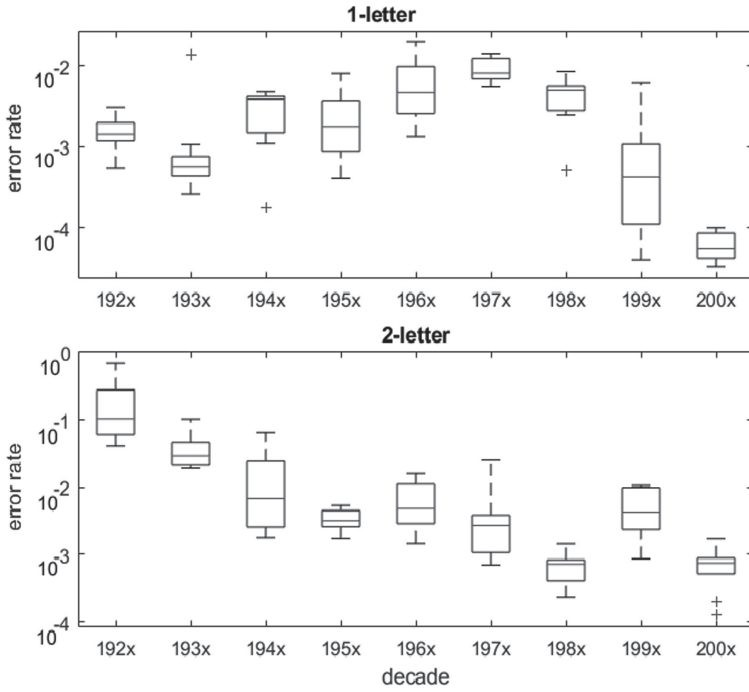 1-letter
error rate
10-2
10-3
10-4
192x 193x 194x 195x 196x 197x 198x 199x 200x
2-letter
error rate
100
10-1
10-2
10-3
10-4
192x 193x 194x 195x 196x 197x 198x 199x 200x
decade